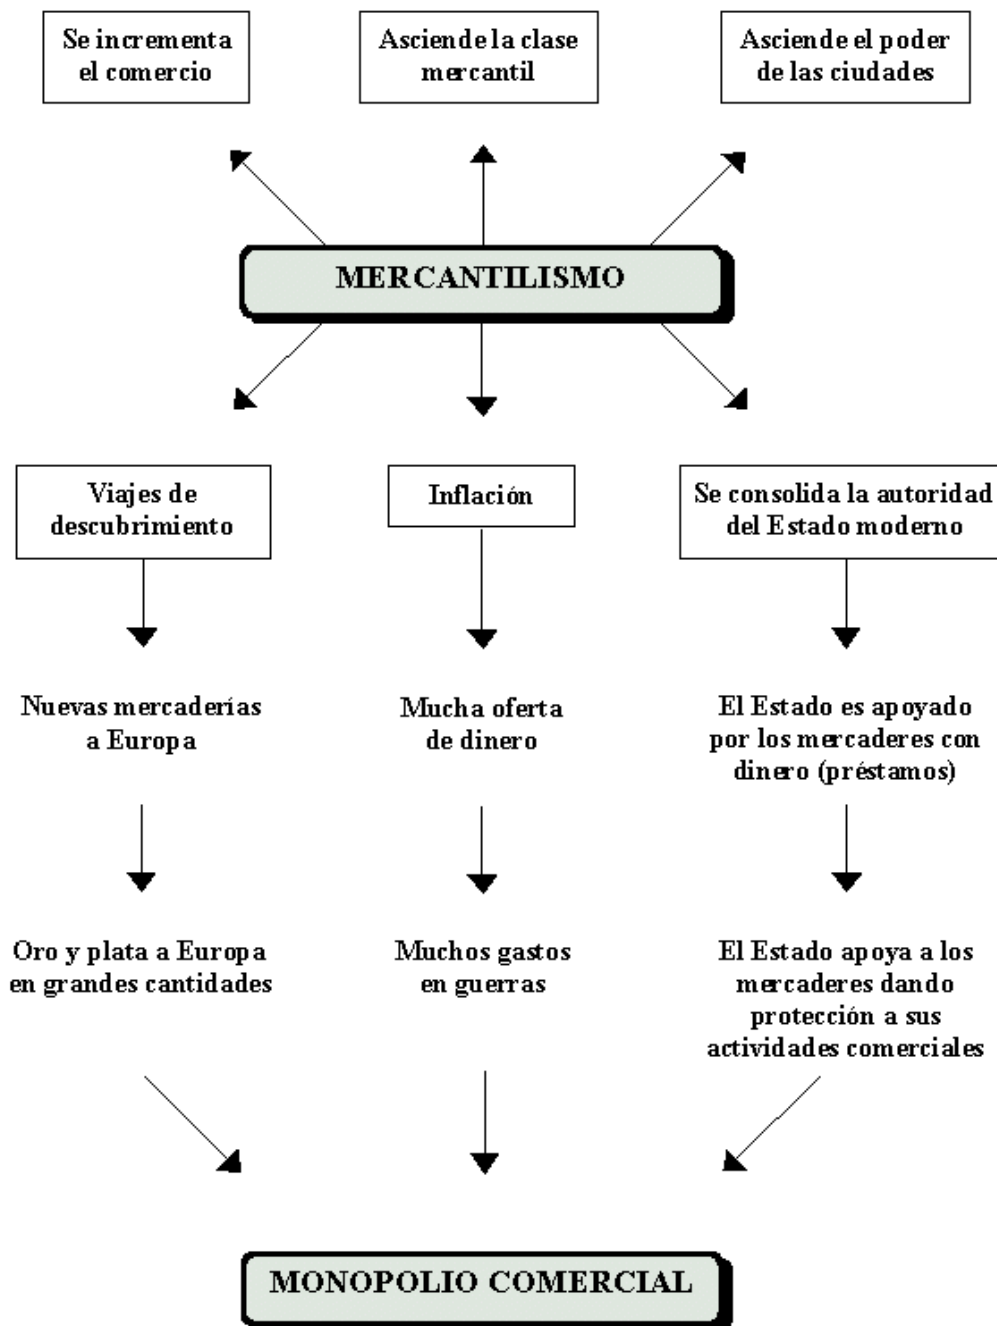 Se incrementa
el comercio
Asciende la clase
mercantil
Asciende el poder
de las ciudades
MERCANTILISMO
Viajes de
descubrimiento
Inflación
Se consolida la autoridad
del Estado moderno
Nuevas mercaderías
a Europa
Mucha oferta
de dinero
El Estado es apoyado
por los mercaderes con
dinero (préstamos)
Oro y plata a Europa
en grandes cantidades
Muchos gastos
en guerras
El Estado apoya a los
mercaderes dando
protección a sus
actividades comerciales
MONOPOLIO COMERCIAL